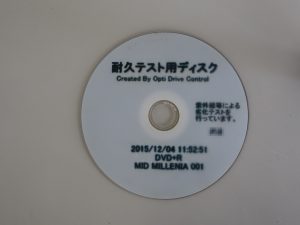 耐久テスト用ディスク
Created By Opti Drive Control
紫外線等による
劣化テストを
行っています。
2015/12/04 11:52:51
DVD+R
MID MILLENIA 001